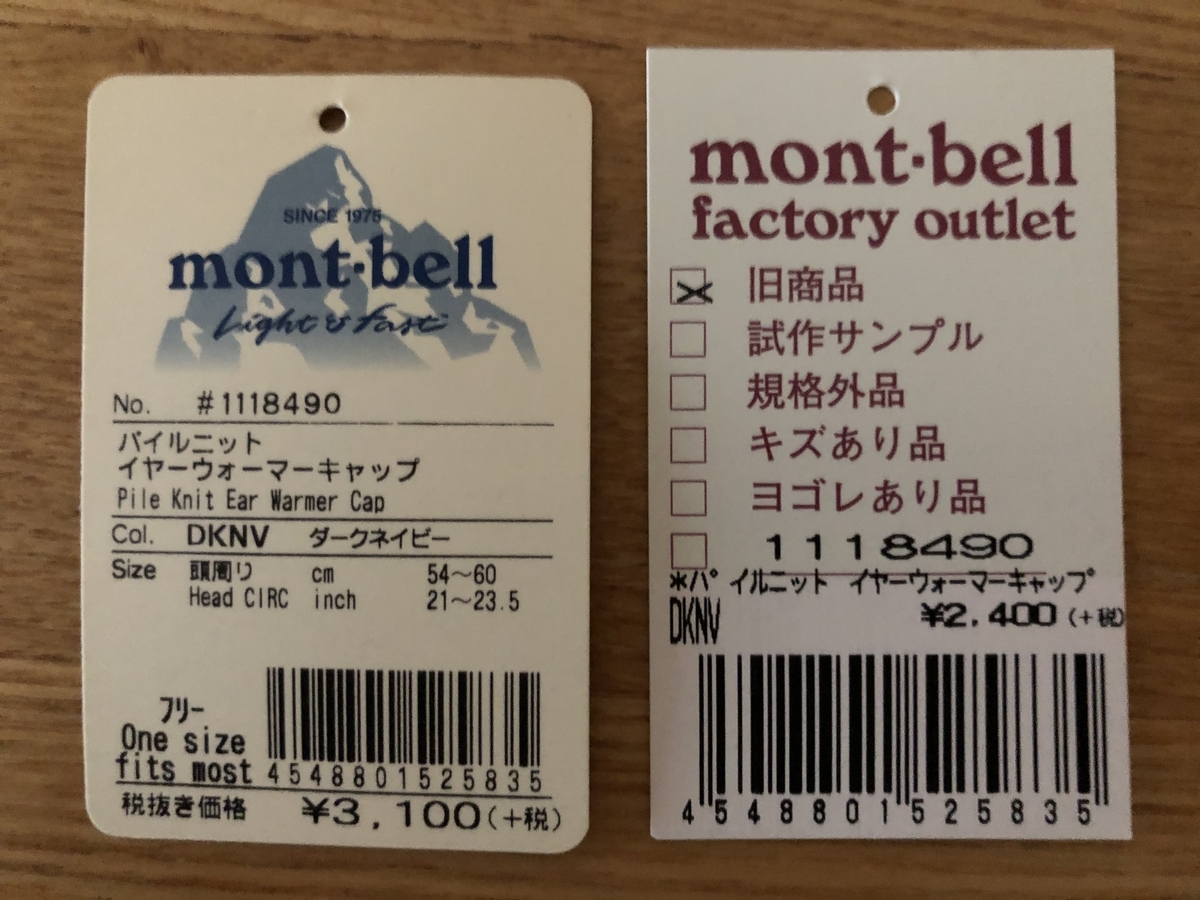 SINCE 1975
mont·bell
Light & Fast
No. #1118490
パイルニット
イヤーウォーマーキャップ
Pile Knit Ear Warmer Cap
Col. DKNV ダークネイビー
Size 頭周り cm 54〜60
Head CIRC inch 21〜23.5
フリー
One size
fits most
4548801525835
税抜き価格 ¥3,100(+税)
mont·bell
factory outlet
旧商品
試作サンプル
規格外品
キズあり品
ヨゴレあり品
1118490
*パイルニット イヤーウォーマーキャップ
DKNV ¥2,400(+税)
4548801525835